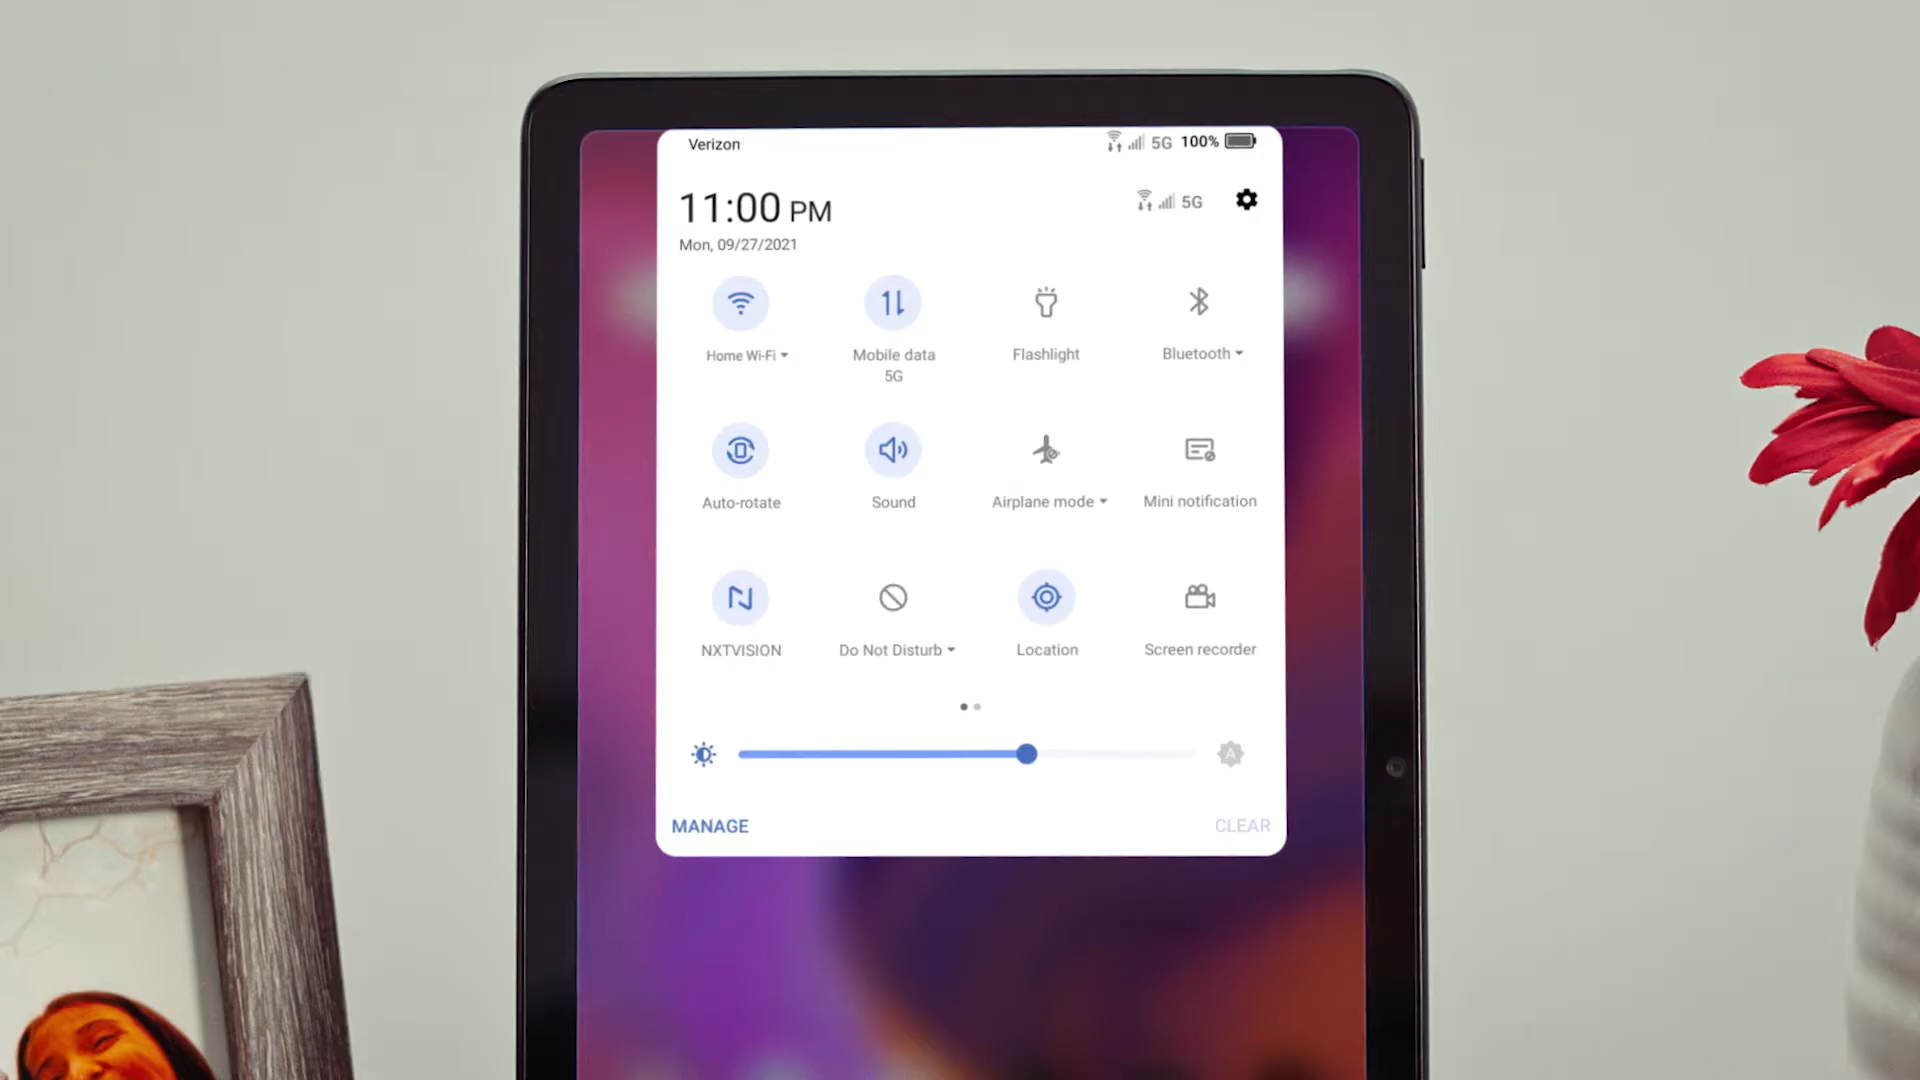 Verizon
5G 100%
11:00 PM
5G
Mon, 09/27/2021
Home Wi-Fi
Mobile data
5G
Flashlight
Bluetooth
Auto-rotate
Sound
Airplane mode
Mini notification
NXTVISION
Do Not Disturb
Location
Screen recorder
A
MANAGE
CLEAR